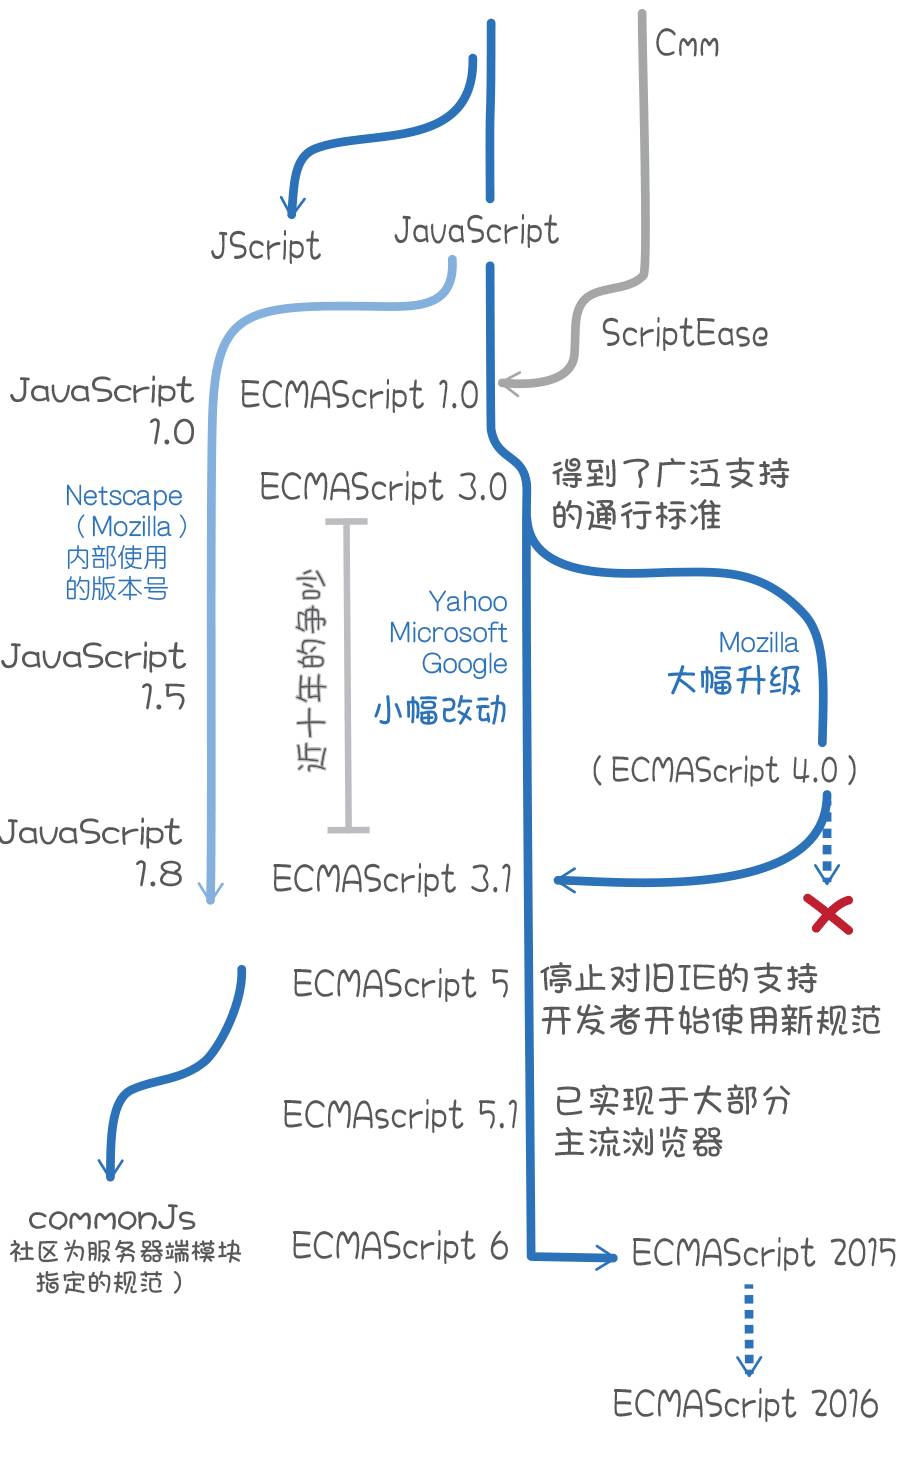 Cmm
JScript
JavaScript
ScriptEase
JavaScript
1.0
ECMAScript 1.0
ECMAScript 3.0
得到了广泛支持
的通行标准
Netscape
（Mozilla）
内部使用
的版本号
近十年的争吵
Yahoo
Microsoft
Google
小幅改动
Mozilla
大幅升级
JavaScript
1.5
（ECMAScript 4.0）
JavaScript
1.8
ECMAScript 3.1
ECMAScript 5
停止对旧IE的支持
开发者开始使用新规范
ECMAscript 5.1
已实现于大部分
主流浏览器
commonJs
社区为服务器端模块
指定的规范）
ECMAScript 6
ECMAScript 2015
ECMAScript 2016